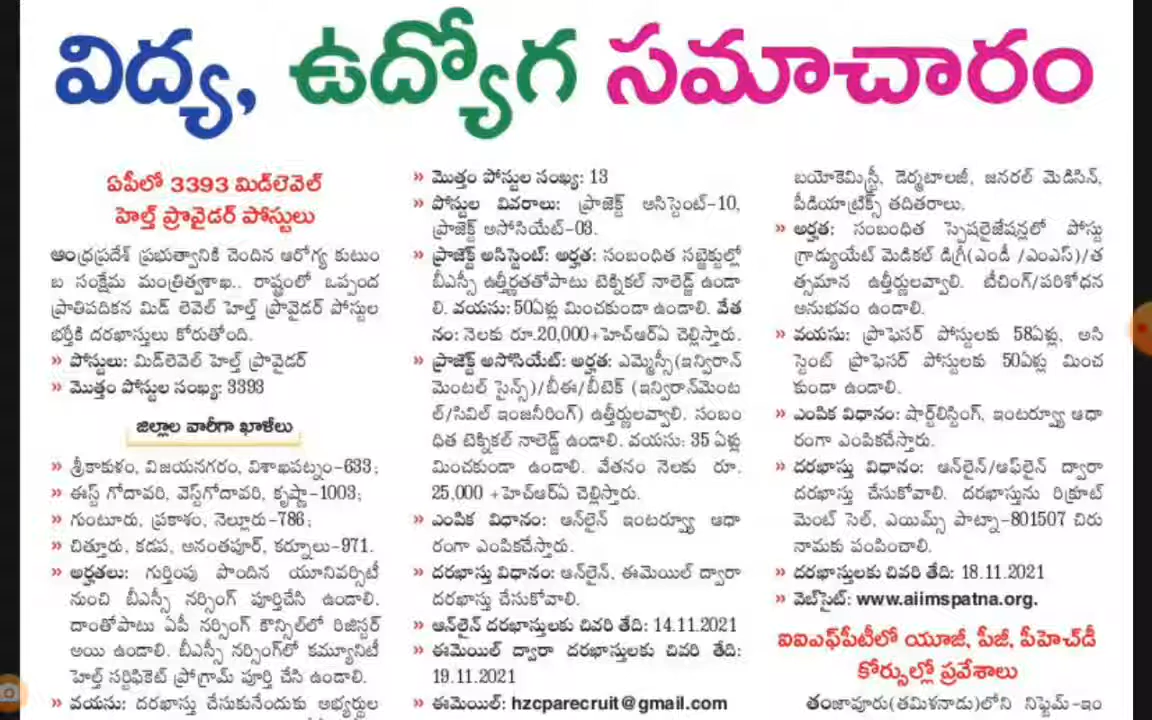 విద్య, ఉద్యోగ సమాచారం
ఏపీలో 3393 మిడ్‌లెవెల్
హెల్త్ ప్రొవైడర్ పోస్టులు
ఆంధ్రప్రదేశ్ ప్రభుత్వానికి చెందిన ఆరోగ్య కుటుం
బ సంక్షేమ మంత్రిత్వశాఖ.. రాష్ట్రంలో ఒప్పంద
ప్రాతిపదికన మిడ్ లెవెల్ హెల్త్ ప్రొవైడర్ పోస్టుల
భర్తీకి దరఖాస్తులు కోరుతోంది.
» పోస్టులు: మిడ్‌లెవెల్ హెల్త్ ప్రొవైడర్
» మొత్తం పోస్టుల సంఖ్య: 3393
జిల్లాల వారీగా ఖాళీలు
» శ్రీకాకుళం, విజయనగరం, విశాఖపట్నం-633;
» ఈస్ట్ గోదావరి, వెస్ట్‌గోదావరి, కృష్ణా-1003;
» గుంటూరు, ప్రకాశం, నెల్లూరు-786;
» చిత్తూరు, కడప, అనంతపూర్, కర్నూలు-971.
» అర్హతలు: గుర్తింపు పొందిన యూనివర్సిటీ
నుంచి బీఎస్సీ నర్సింగ్ పూర్తిచేసి ఉండాలి.
దాంతోపాటు ఏపీ నర్సింగ్ కౌన్సిల్‌లో రిజిస్టర్
అయి ఉండాలి. బీఎస్సీ నర్సింగ్‌లో కమ్యూనిటీ
హెల్త్ సర్టిఫికెట్ ప్రోగ్రామ్ పూర్తి చేసి ఉండాలి.
» వయసు: దరఖాస్తు చేసుకునేందుకు అభ్యర్థుల
» మొత్తం పోస్టుల సంఖ్య: 13
» పోస్టుల వివరాలు: ప్రాజెక్ట్ అసిస్టెంట్-10,
ప్రాజెక్ట్ అసోసియేట్-03.
» ప్రాజెక్ట్ అసిస్టెంట్: అర్హత: సంబంధిత సబ్జెక్టుల్లో
బీఎస్సీ ఉత్తీర్ణతతోపాటు టెక్నికల్ నాలెడ్జ్ ఉండా
లి. వయసు: 50ఏళ్లు మించకుండా ఉండాలి. వేత
నం: నెలకు రూ.20,000+హెచ్ఆర్ఏ చెల్లిస్తారు.
» ప్రాజెక్ట్ అసోసియేట్: అర్హత: ఎమ్మెస్సీ(ఇన్విరాన్
మెంటల్ సైన్స్)/బీఈ/బీటెక్ (ఇన్విరాన్‌మెంట
ల్/సివిల్ ఇంజనీరింగ్) ఉత్తీర్ణులవ్వాలి. సంబం
ధిత టెక్నికల్ నాలెడ్జ్ ఉండాలి. వయసు: 35 ఏళ్లు
మించకుండా ఉండాలి. వేతనం నెలకు రూ.
25,000 +హెచ్ఆర్ఏ చెల్లిస్తారు.
» ఎంపిక విధానం: ఆన్‌లైన్ ఇంటర్వ్యూ ఆధా
రంగా ఎంపికచేస్తారు.
» దరఖాస్తు విధానం: ఆన్‌లైన్, ఈమెయిల్ ద్వారా
దరఖాస్తు చేసుకోవాలి.
» ఆన్‌లైన్ దరఖాస్తులకు చివరి తేది: 14.11.2021
» ఈమెయిల్ ద్వారా దరఖాస్తులకు చివరి తేది:
19.11.2021
» ఈమెయిల్: hzcparecruit@gmail.com
బయోకెమిస్ట్రీ, డెర్మటాలజీ, జనరల్ మెడిసిన్,
పీడియాట్రిక్స్ తదితరాలు.
» అర్హత: సంబంధిత స్పెషలైజేషన్లలో పోస్టు
గ్రాడ్యుయేట్ మెడికల్ డిగ్రీ(ఎండీ /ఎంఎస్)/త
త్సమాన ఉత్తీర్ణులవ్వాలి. టీచింగ్/పరిశోధన
అనుభవం ఉండాలి.
» వయసు: ప్రొఫెసర్ పోస్టులకు 58ఏళ్లు, అసి
స్టెంట్ ప్రొఫెసర్ పోస్టులకు 50ఏళ్లు మించ
కుండా ఉండాలి.
» ఎంపిక విధానం: షార్ట్‌లిస్టింగ్, ఇంటర్వ్యూ ఆధా
రంగా ఎంపికచేస్తారు.
» దరఖాస్తు విధానం: ఆన్‌లైన్/ఆఫ్‌లైన్ ద్వారా
దరఖాస్తు చేసుకోవాలి. దరఖాస్తును రిక్రూట్
మెంట్ సెల్, ఎయిమ్స్ పాట్నా-801507 చిరు
నామకు పంపించాలి.
» దరఖాస్తులకు చివరి తేది: 18.11.2021
» వెబ్‌సైట్: www.aiimspatna.org.
ఐఐఎఫ్‌పీటీలో యూజీ, పీజీ, పీహెచ్‌డీ
కోర్సుల్లో ప్రవేశాలు
తంజావూరు(తమిళనాడు)లోని నిఫ్టెమ్-ఇం